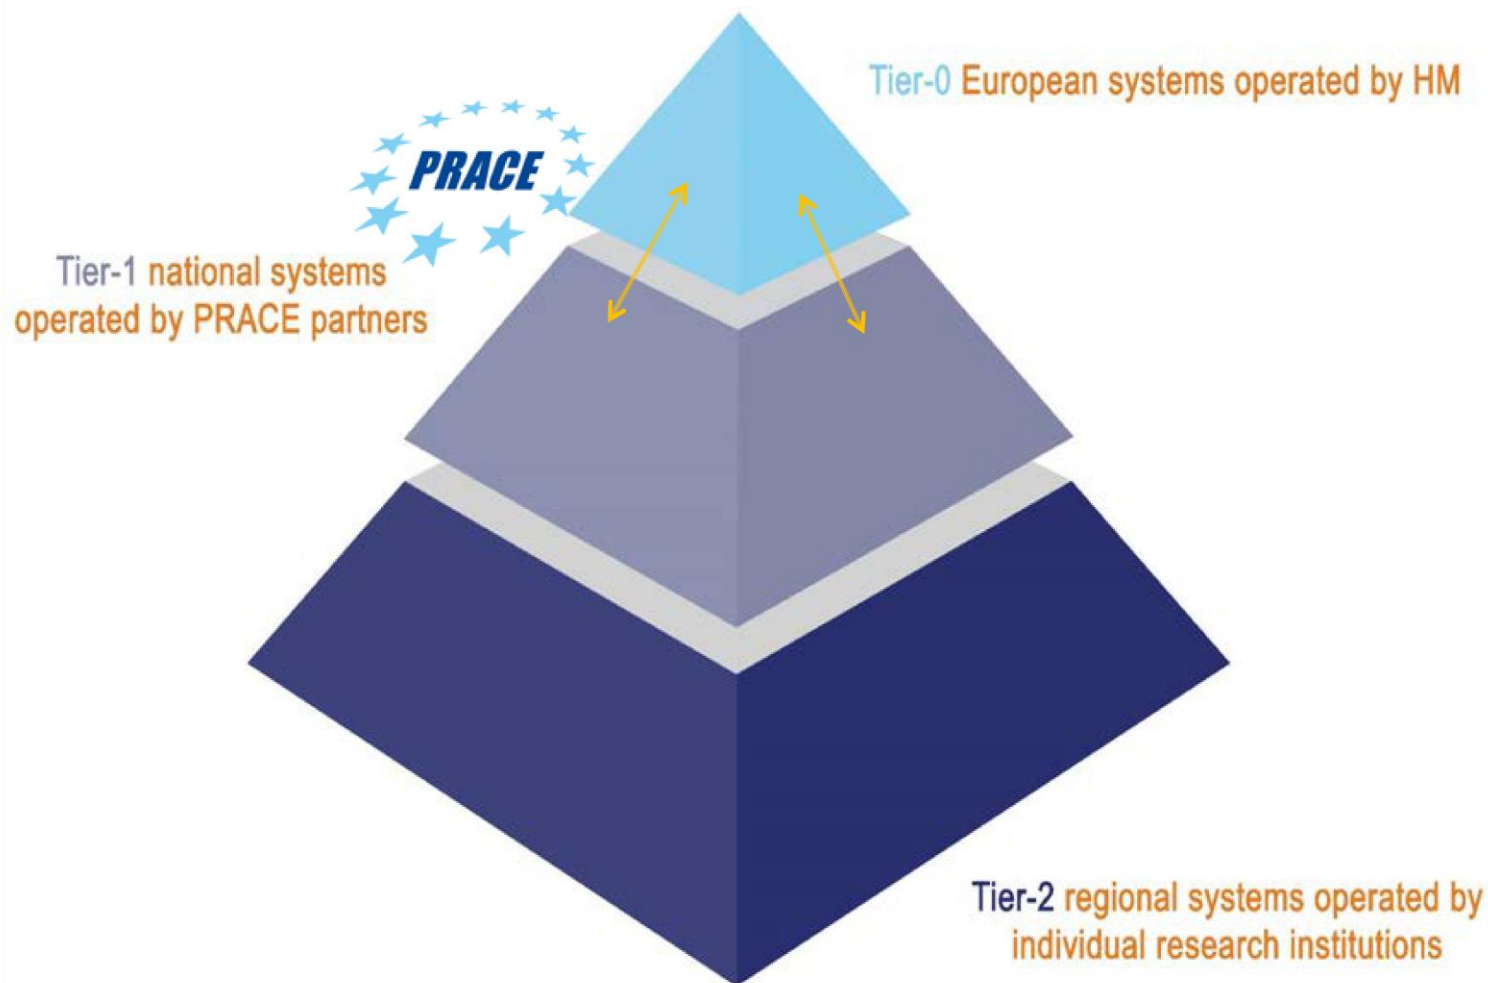 Tier-0 European systems operated by HM
PRACE
Tier-1 national systems
operated by PRACE partners
Tier-2 regional systems operated by
individual research institutions